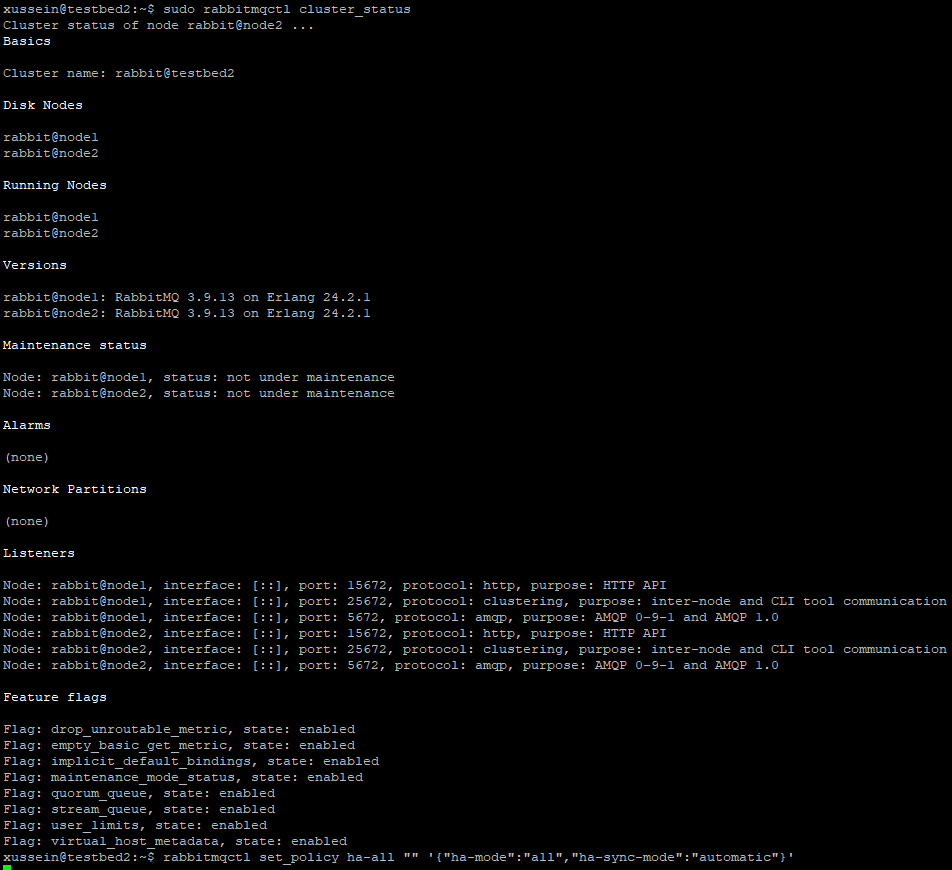 xussein@testbed2:~$ sudo rabbitmqctl cluster_status
Cluster status of node rabbit@node2 ...
Basics
Cluster name: rabbit@testbed2
Disk Nodes
rabbit@node1
rabbit@node2
Running Nodes
rabbit@node1
rabbit@node2
Versions
rabbit@node1: RabbitMQ 3.9.13 on Erlang 24.2.1
rabbit@node2: RabbitMQ 3.9.13 on Erlang 24.2.1
Maintenance status
Node: rabbit@node1, status: not under maintenance
Node: rabbit@node2, status: not under maintenance
Alarms
(none)
Network Partitions
(none)
Listeners
Node: rabbit@node1, interface: [::], port: 15672, protocol: http, purpose: HTTP API
Node: rabbit@node1, interface: [::], port: 25672, protocol: clustering, purpose: inter-node and CLI tool communication
Node: rabbit@node1, interface: [::], port: 5672, protocol: amqp, purpose: AMQP 0-9-1 and AMQP 1.0
Node: rabbit@node2, interface: [::], port: 15672, protocol: http, purpose: HTTP API
Node: rabbit@node2, interface: [::], port: 25672, protocol: clustering, purpose: inter-node and CLI tool communication
Node: rabbit@node2, interface: [::], port: 5672, protocol: amqp, purpose: AMQP 0-9-1 and AMQP 1.0
Feature flags
Flag: drop_unroutable_metric, state: enabled
Flag: empty_basic_get_metric, state: enabled
Flag: implicit_default_bindings, state: enabled
Flag: maintenance_mode_status, state: enabled
Flag: quorum_queue, state: enabled
Flag: stream_queue, state: enabled
Flag: user_limits, state: enabled
Flag: virtual_host_metadata, state: enabled
xussein@testbed2:~$ rabbitmqctl set_policy ha-all "" '{"ha-mode":"all","ha-sync-mode":"automatic"}'